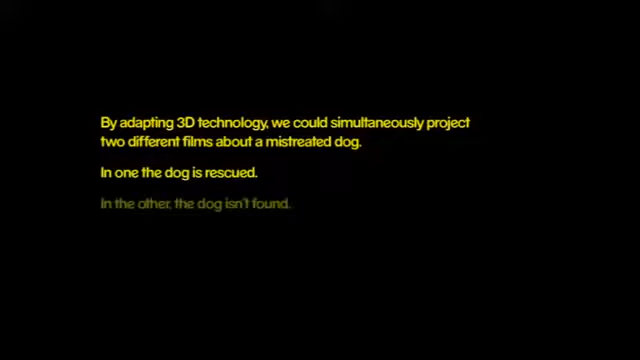 By adapting 3D technology, we could simultaneously project
two different films about a mistreated dog.
In one the dog is rescued.
In the other, the dog isn't found.